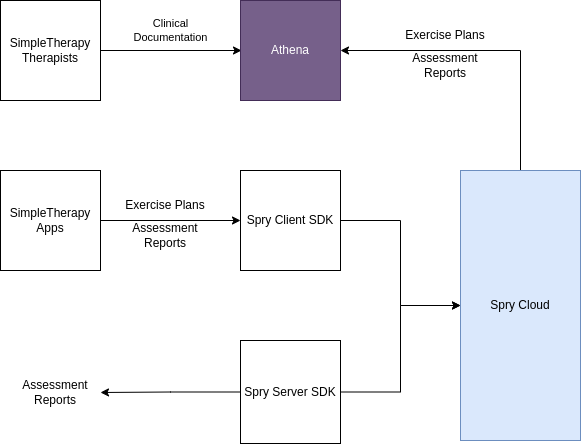 SimpleTherapy
Therapists
Clinical
Documentation
Athena
Exercise Plans
Assessment
Reports
SimpleTherapy
Apps
Exercise Plans
Assessment
Reports
Spry Client SDK
Spry Cloud
Assessment
Reports
Spry Server SDK